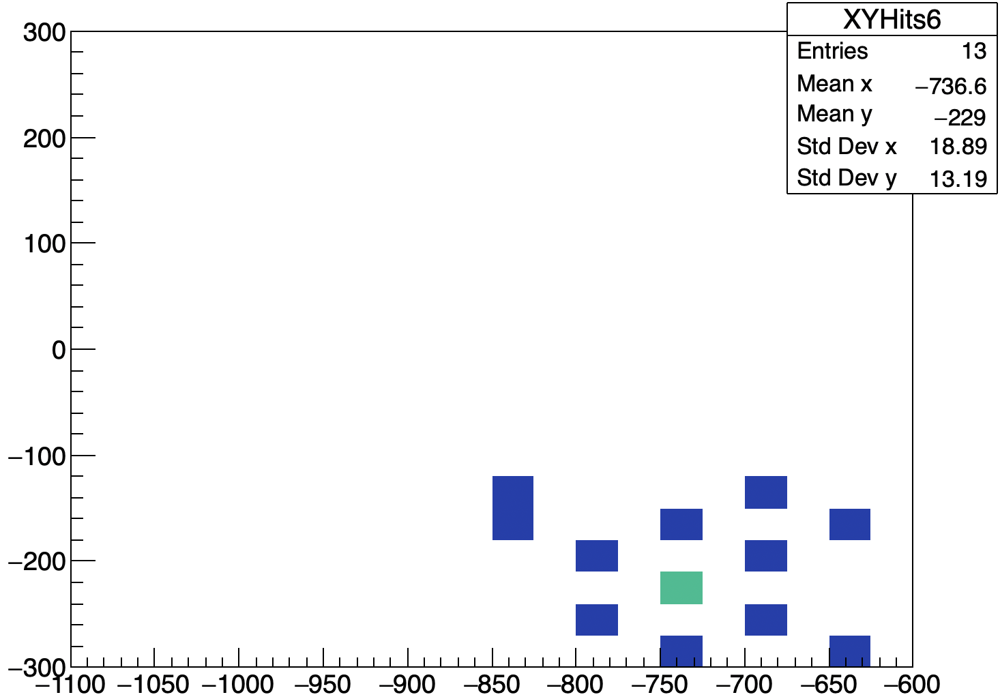 XYHits6
Entries 13
Mean x −736.6
Mean y −229
Std Dev x 18.89
Std Dev y 13.19
300
200
100
0
−100
−200
−300
−1100 −1050 −1000 −950 −900 −850 −800 −750 −700 −650 −600